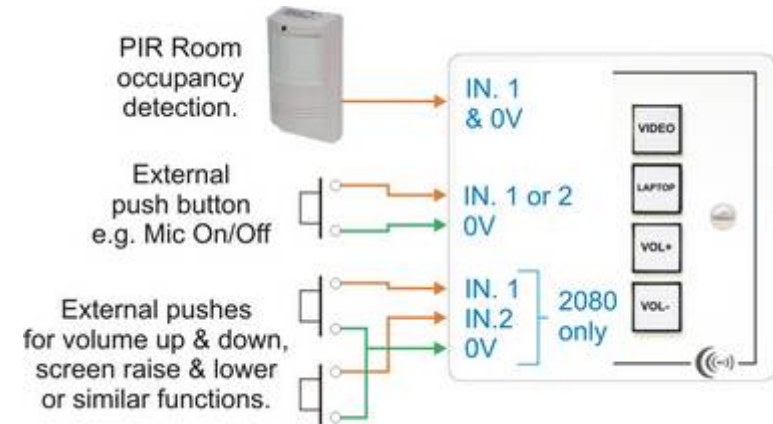 PIR Room
occupancy
detection.
IN. 1
& 0V
External
push button
e.g. Mic On/Off
IN. 1 or 2
0V
External pushes
for volume up & down,
screen raise & lower
or similar functions.
IN. 1
IN.2
0V
2080
only
VIDEO
LAPTOP
VOL+
VOL-